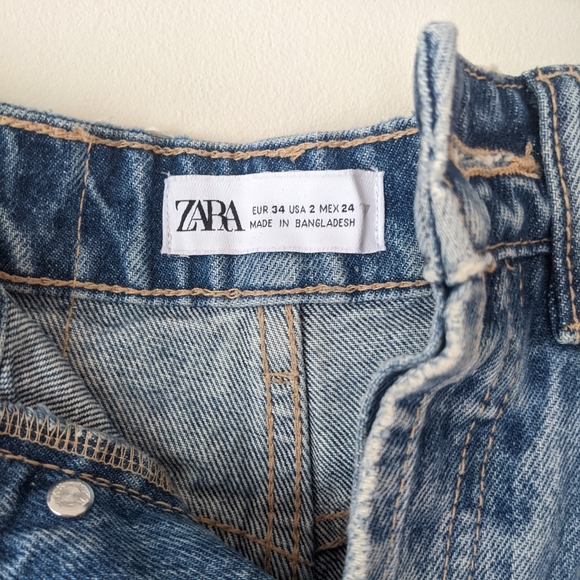 ZARA
EUR 34 USA 2 MEX 24
MADE IN BANGLADESH